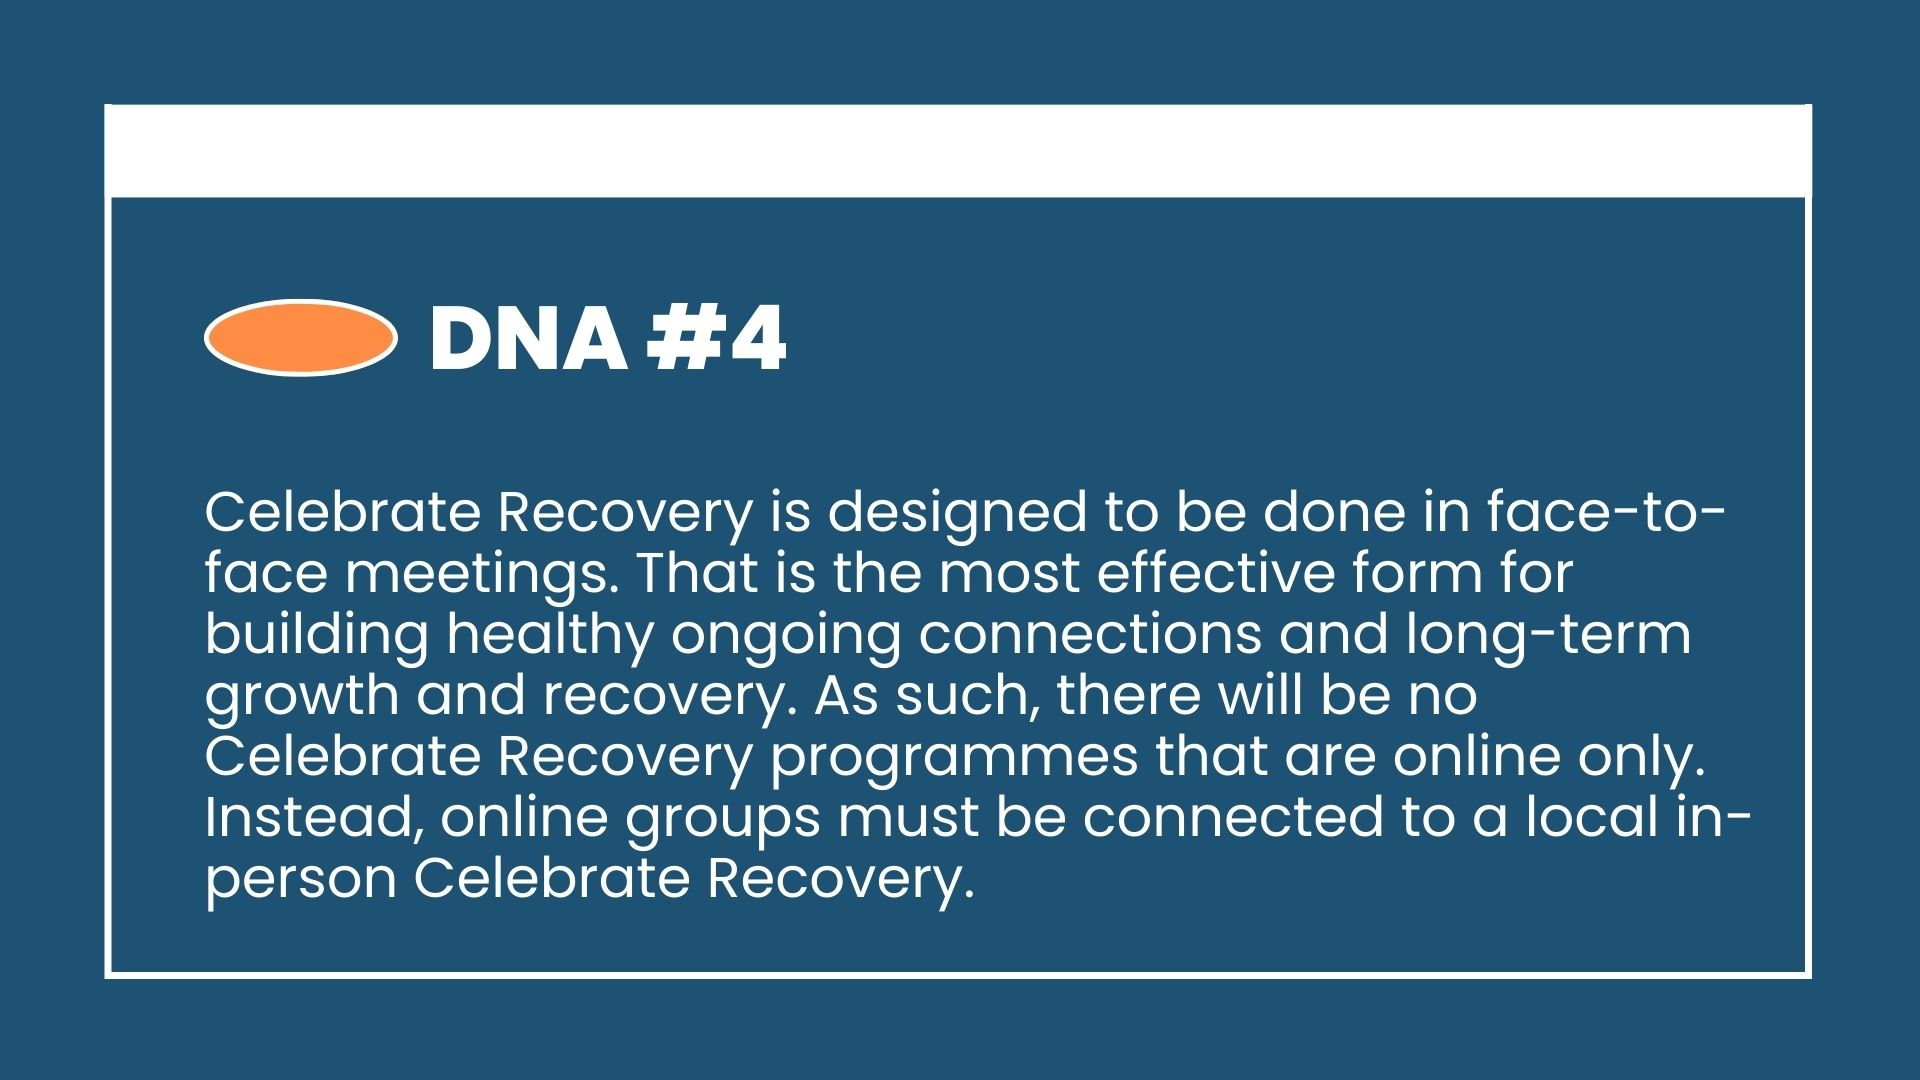 DNA #4
Celebrate Recovery is designed to be done in face-to-
face meetings. That is the most effective form for
building healthy ongoing connections and long-term
growth and recovery. As such, there will be no
Celebrate Recovery programmes that are online only.
Instead, online groups must be connected to a local in-
person Celebrate Recovery.